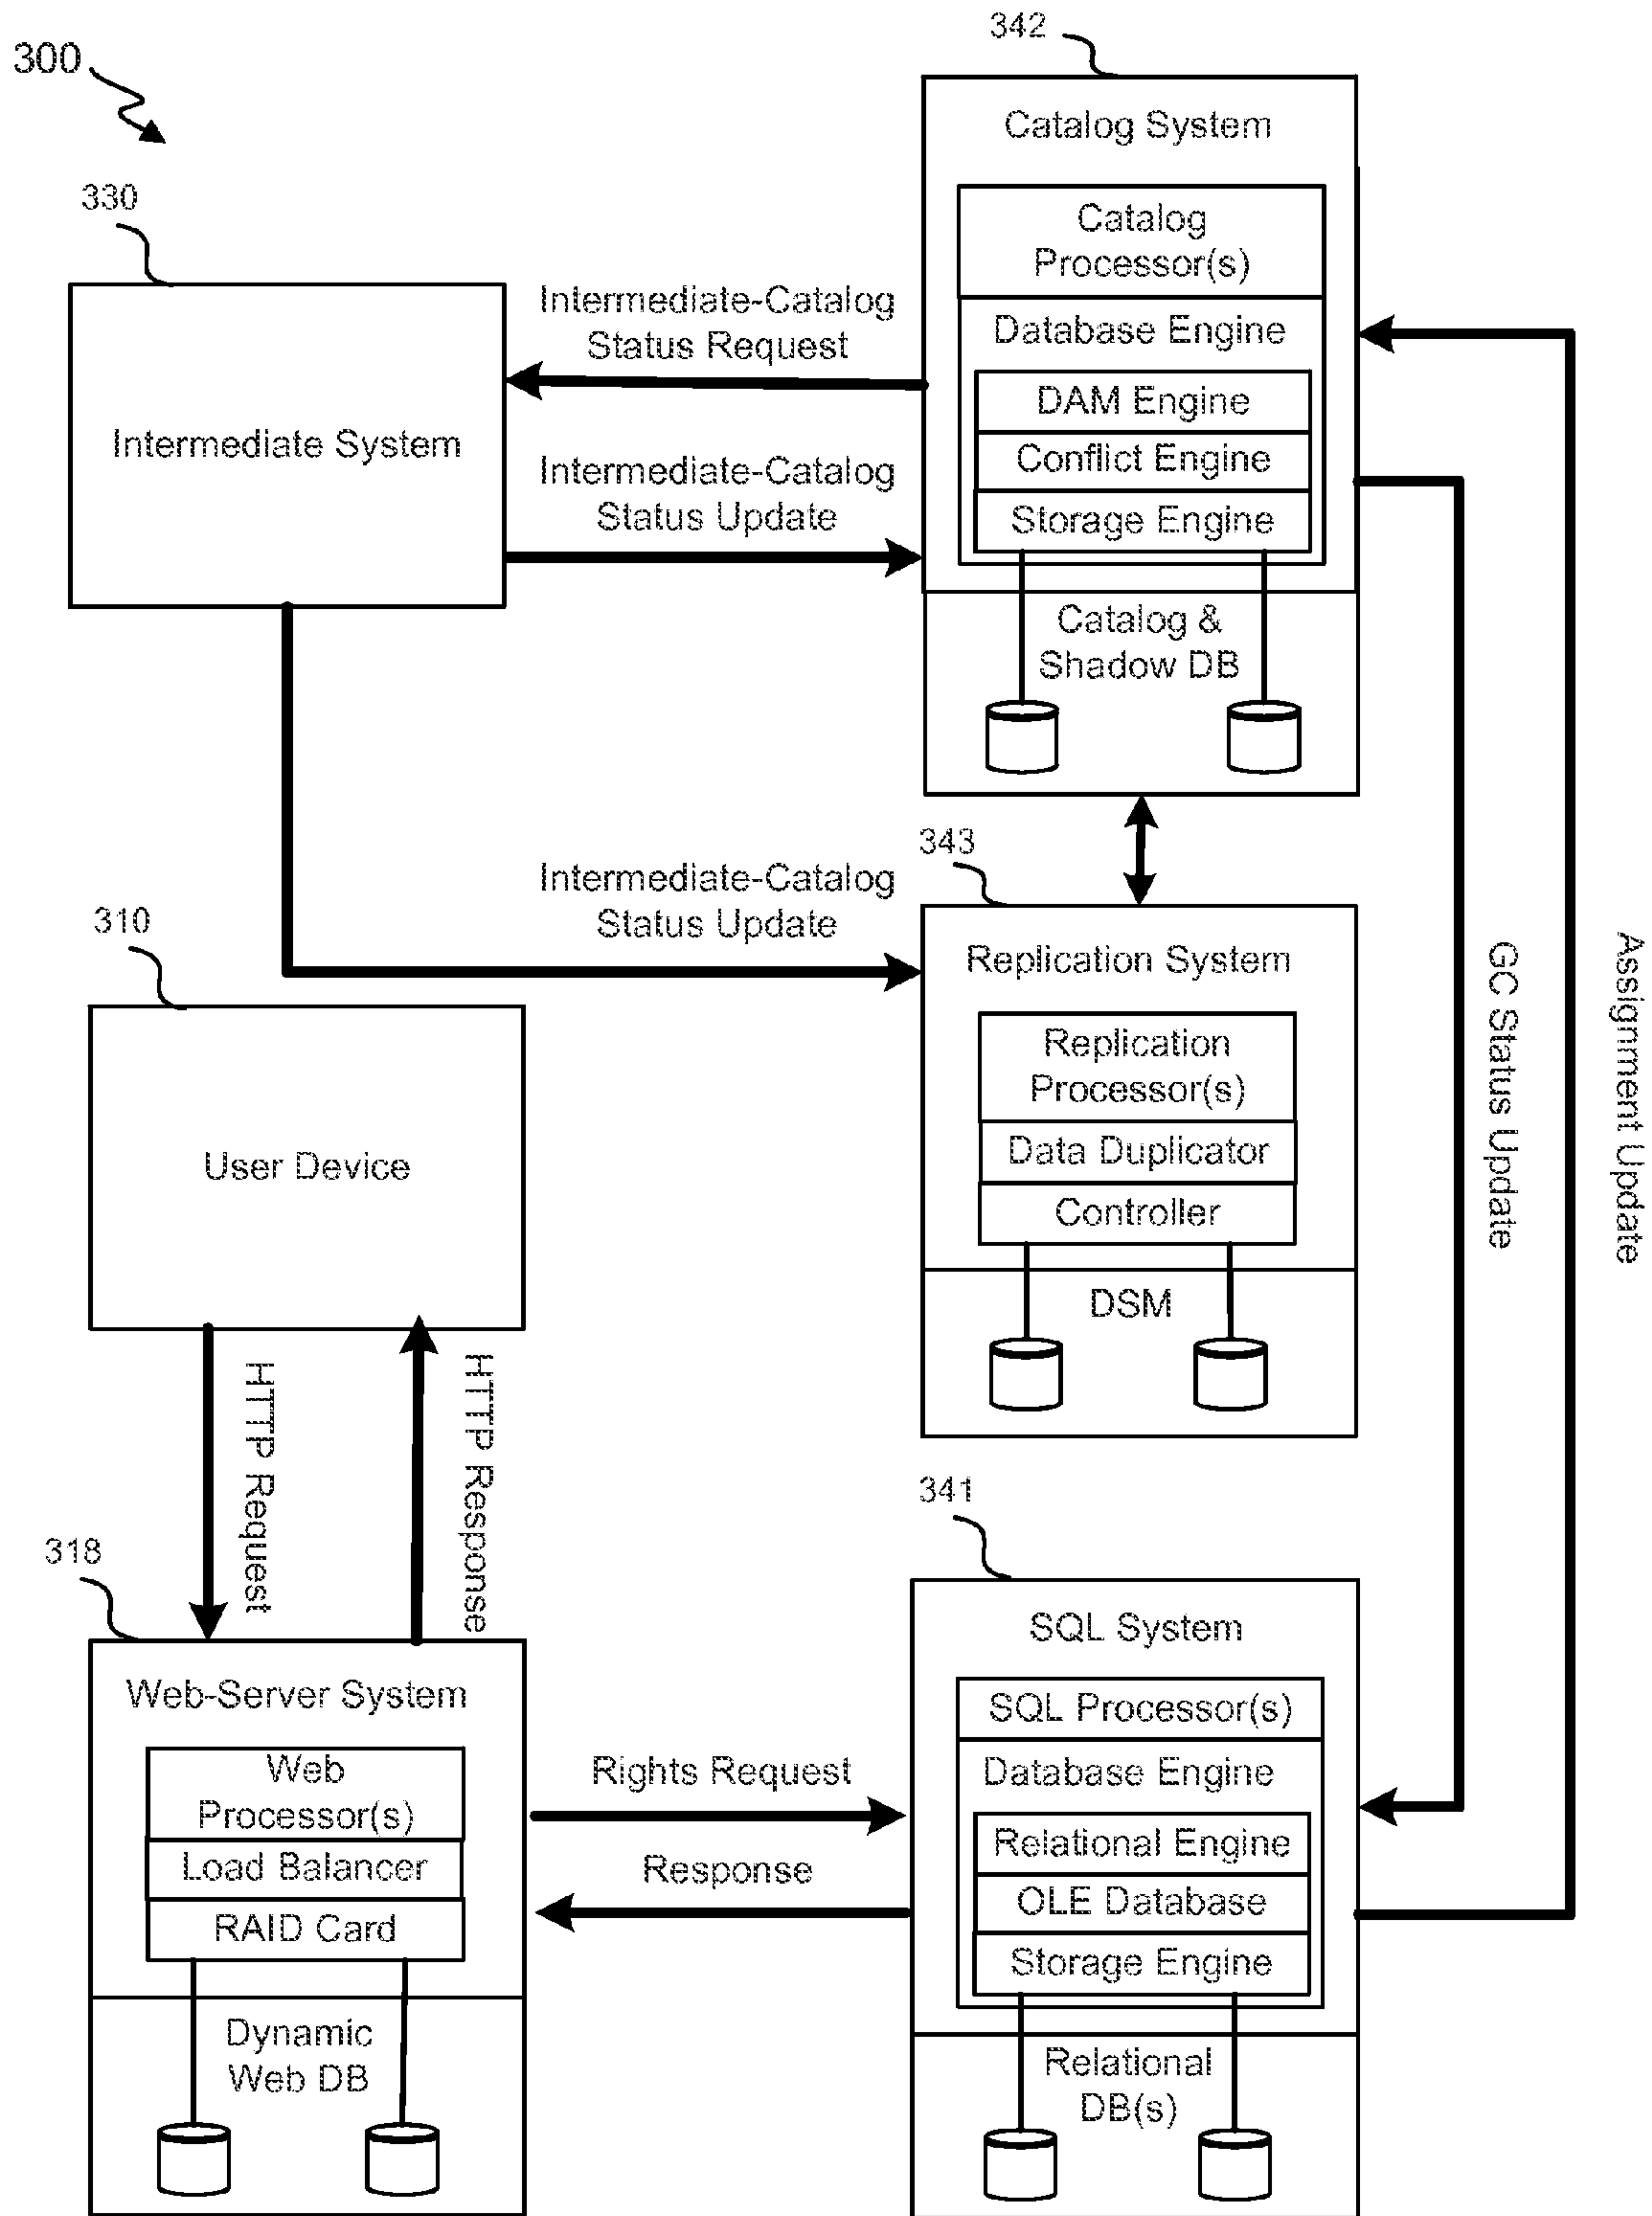 300
342
Catalog System
Catalog
Processor(s)
Database Engine
DAM Engine
Conflict Engine
Storage Engine
Catalog &
Shadow DB
330
Intermediate System
Intermediate-Catalog
Status Request
Intermediate-Catalog
Status Update
Intermediate-Catalog
Status Update
343
Replication System
Replication
Processor(s)
Data Duplicator
Controller
DSM
GC Status Update
Assignment Update
310
User Device
HTTP Request
HTTP Response
318
Web-Server System
Web
Processor(s)
Load Balancer
RAID Card
Dynamic
Web DB
Rights Request
Response
341
SQL System
SQL Processor(s)
Database Engine
Relational Engine
OLE Database
Storage Engine
Relational
DB(s)